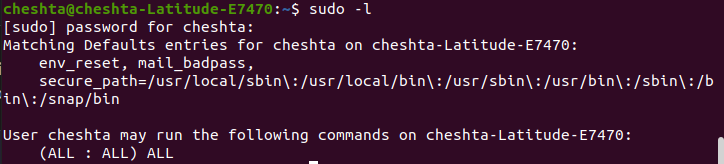 cheshta@cheshta-Latitude-E7470:~$ sudo -l
[sudo] password for cheshta:
Matching Defaults entries for cheshta on cheshta-Latitude-E7470:
    env_reset, mail_badpass,
    secure_path=/usr/local/sbin\:/usr/local/bin\:/usr/sbin\:/usr/bin\:/sbin\:/b
in\:/snap/bin

User cheshta may run the following commands on cheshta-Latitude-E7470:
    (ALL : ALL) ALL